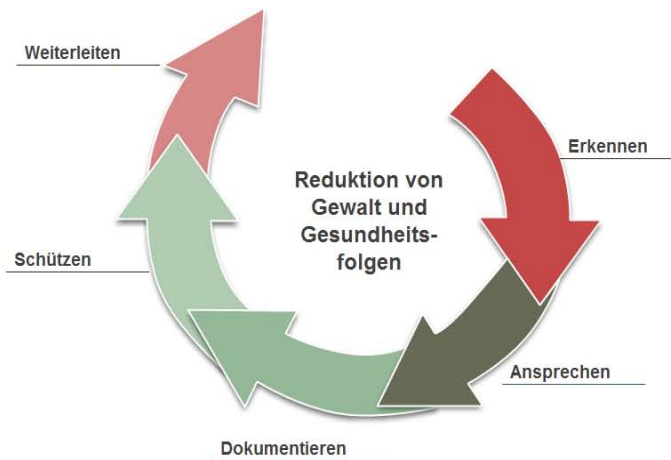 Weiterleiten
Erkennen
Reduktion von
Gewalt und
Gesundheits-
folgen
Schützen
Ansprechen
Dokumentieren